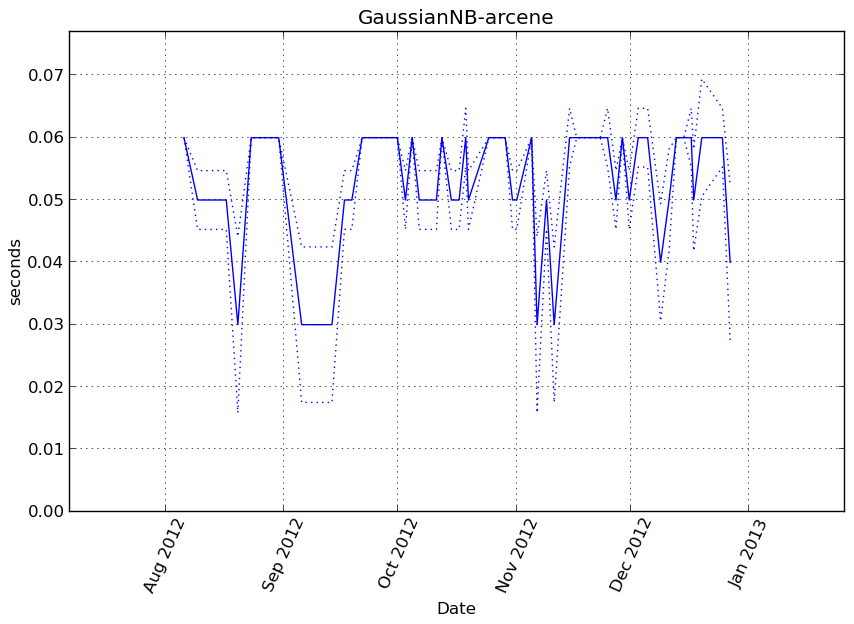 GaussianNB-arcene
0.07
0.06
0.05
0.04
0.03
0.02
0.01
0.00
seconds
Aug 2012
Sep 2012
Oct 2012
Nov 2012
Dec 2012
Jan 2013
Date